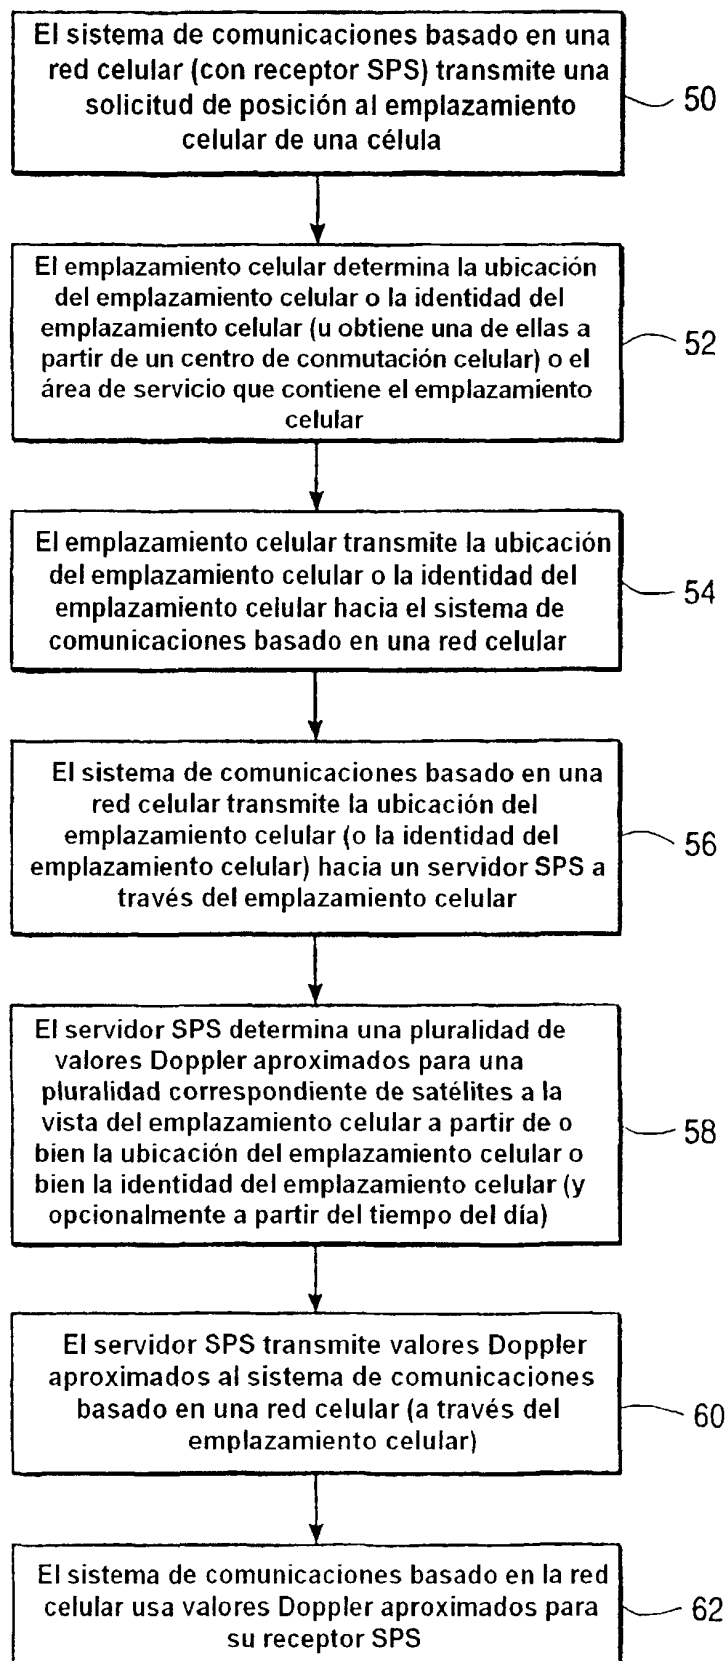 El sistema de comunicaciones basado en una
red celular (con receptor SPS) transmite una
solicitud de posición al emplazamiento
celular de una célula
50
El emplazamiento celular determina la ubicación
del emplazamiento celular o la identidad del
emplazamiento celular (u obtiene una de ellas a
partir de un centro de conmutación celular) o el
área de servicio que contiene el emplazamiento
celular
52
El emplazamiento celular transmite la ubicación
del emplazamiento celular o la identidad del
emplazamiento celular hacia el sistema de
comunicaciones basado en una red celular
54
El sistema de comunicaciones basado en una
red celular transmite la ubicación del
emplazamiento celular (o la identidad del
emplazamiento celular) hacia un servidor SPS a
través del emplazamiento celular
56
El servidor SPS determina una pluralidad de
valores Doppler aproximados para una
pluralidad correspondiente de satélites a la
vista del emplazamiento celular a partir de o
bien la ubicación del emplazamiento celular o
bien la identidad del emplazamiento celular (y
opcionalmente a partir del tiempo del día)
58
El servidor SPS transmite valores Doppler
aproximados al sistema de comunicaciones
basado en una red celular (a través del
emplazamiento celular)
60
El sistema de comunicaciones basado en la red
celular usa valores Doppler aproximados para
su receptor SPS
62